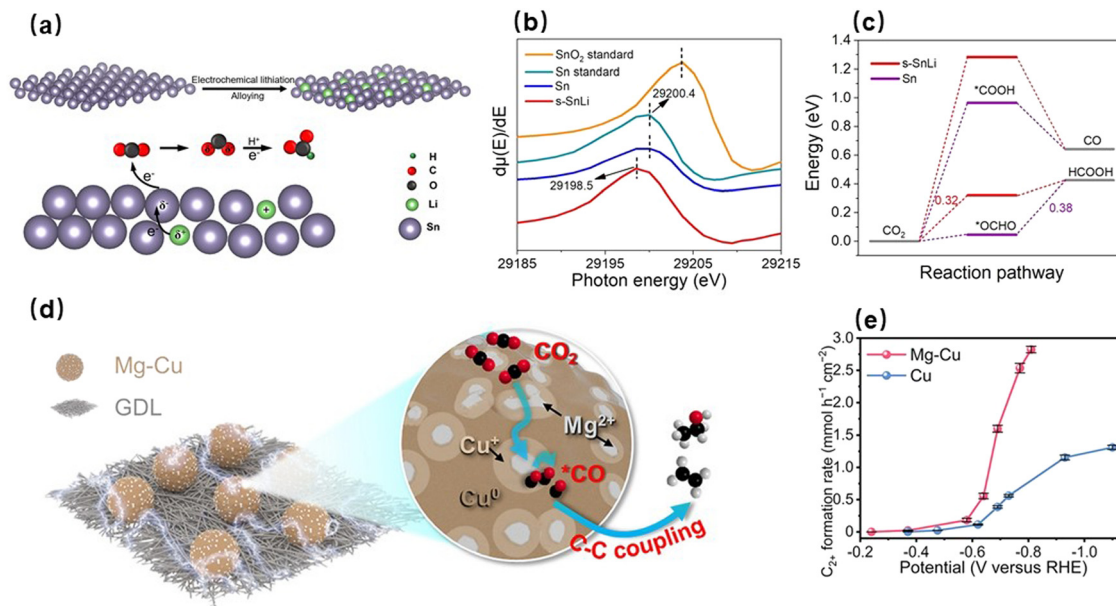 (a)
Electrochemical lithiation
Alloying
H⁺
e⁻
δ⁻ δ⁻
e⁻
δ⁻
e⁻
δ⁺
+
H
C
O
Li
Sn
(b)
SnO₂ standard
Sn standard
Sn
s-SnLi
29200.4
29198.5
dμ(E)/dE
29185 29195 29205 29215
Photon energy (eV)
(c)
s-SnLi
Sn
*COOH
CO
HCOOH
0.32
0.38
CO₂
*OCHO
Energy (eV)
1.4
1.2
1.0
0.8
0.6
0.4
0.2
0.0
Reaction pathway
(d)
Mg-Cu
GDL
CO₂
Mg²⁺
Cu⁺
*CO
Cu⁰
C-C coupling
(e)
Mg-Cu
Cu
C₂₊ formation rate (mmol h⁻¹ cm⁻²)
3.0
2.5
2.0
1.5
1.0
0.5
0
-0.2 -0.4 -0.6 -0.8 -1.0
Potential (V versus RHE)